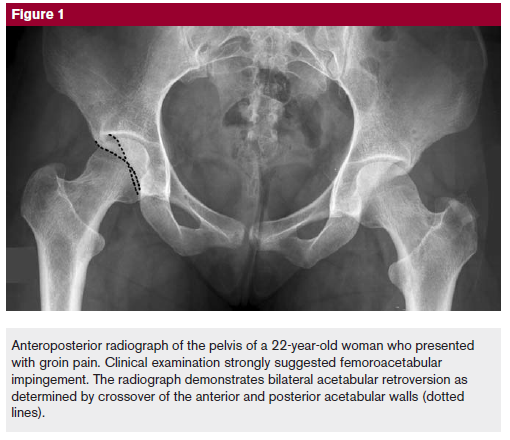 Figure 1
Anteroposterior radiograph of the pelvis of a 22-year-old woman who presented
with groin pain. Clinical examination strongly suggested femoroacetabular
impingement. The radiograph demonstrates bilateral acetabular retroversion as
determined by crossover of the anterior and posterior acetabular walls (dotted
lines).